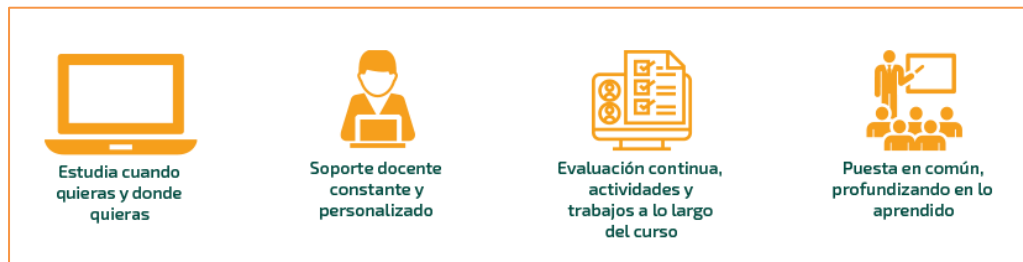 Estudia cuando
quieras y donde
quieras
Soporte docente
constante y
personalizado
Evaluación continua,
actividades y
trabajos a lo largo
del curso
Puesta en común,
profundizando en lo
aprendido